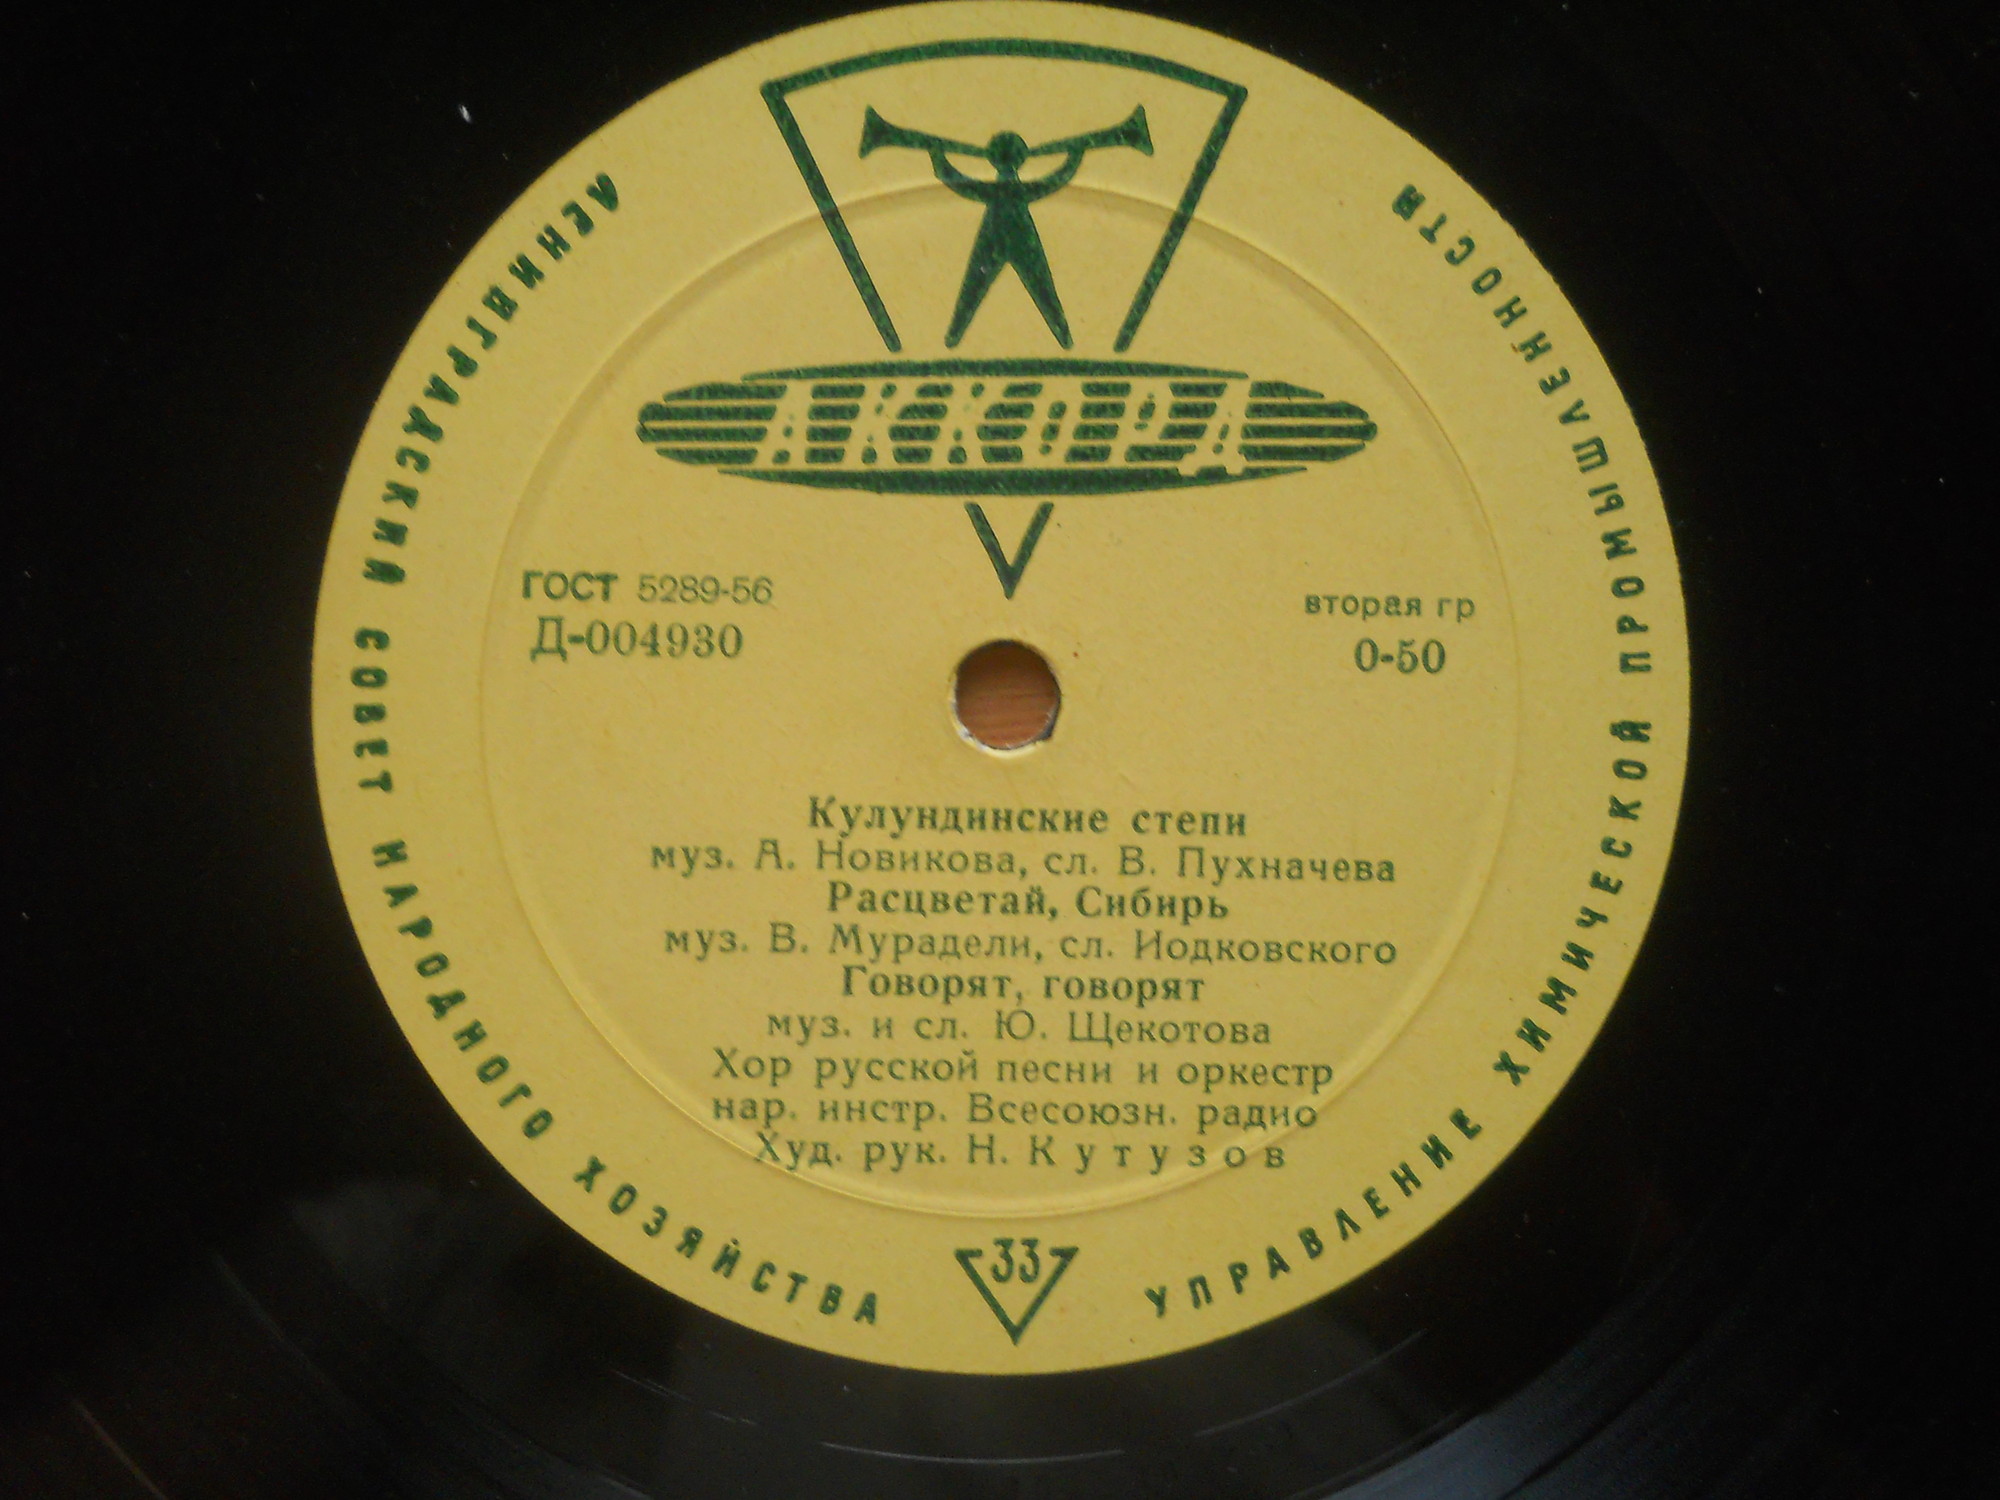 АККОРД
ЛЕНИНГРАДСКИЙ СОВЕТ НАРОДНОГО ХОЗЯЙСТВА
УПРАВЛЕНИЕ ХИМИЧЕСКОЙ ПРОМЫШЛЕННОСТИ
ГОСТ 5289-56
Д-004930
вторая гр
0-50
Кулундинские степи
муз. А. Новикова, сл. В. Пухначева
Расцветай, Сибирь
муз. В. Мурадели, сл. Иодковского
Говорят, говорят
муз. и сл. Ю. Щекотова
Хор русской песни и оркестр
нар. инстр. Всесоюзн. радио
Худ. рук. Н. Кутузов
33